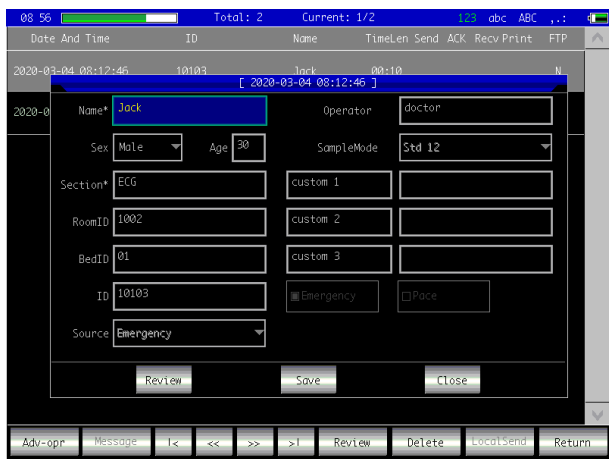 08 56 Total: 2 Current: 1/2 123 abc ABC ,.:
Date And Time ID Name TimeLen Send ACK Recv Print FTP
2020-03-04 08:12:46 10103 Jack 00:10 N
[ 2020-03-04 08:12:46 ]
2020-0
Name* Jack Operator doctor
Sex Male Age 30 SampleMode Std 12
Section* ECG custom 1
RoomID 1002 custom 2
BedID 01 custom 3
ID 10103 Emergency Pace
Source Emergency
Review Save Close
Adv-opr Message |< << >> >| Review Delete LocalSend Return